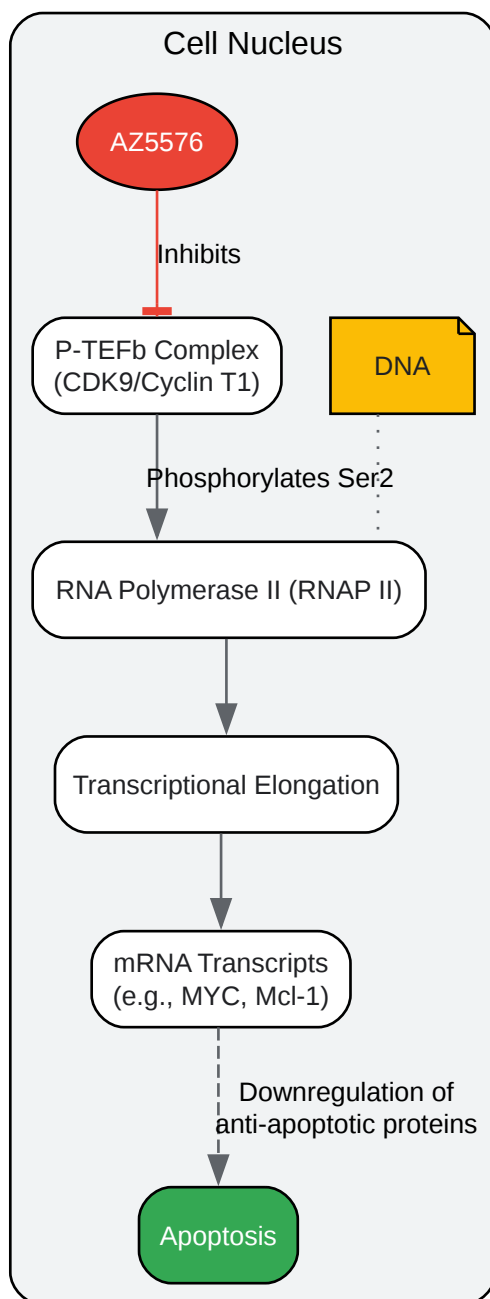 Cell Nucleus
AZ5576
Inhibits
P-TEFb Complex
(CDK9/Cyclin T1)
DNA
Phosphorylates Ser2
RNA Polymerase II (RNAP II)
Transcriptional Elongation
mRNA Transcripts
(e.g., MYC, Mcl-1)
Downregulation of
anti-apoptotic proteins
Apoptosis